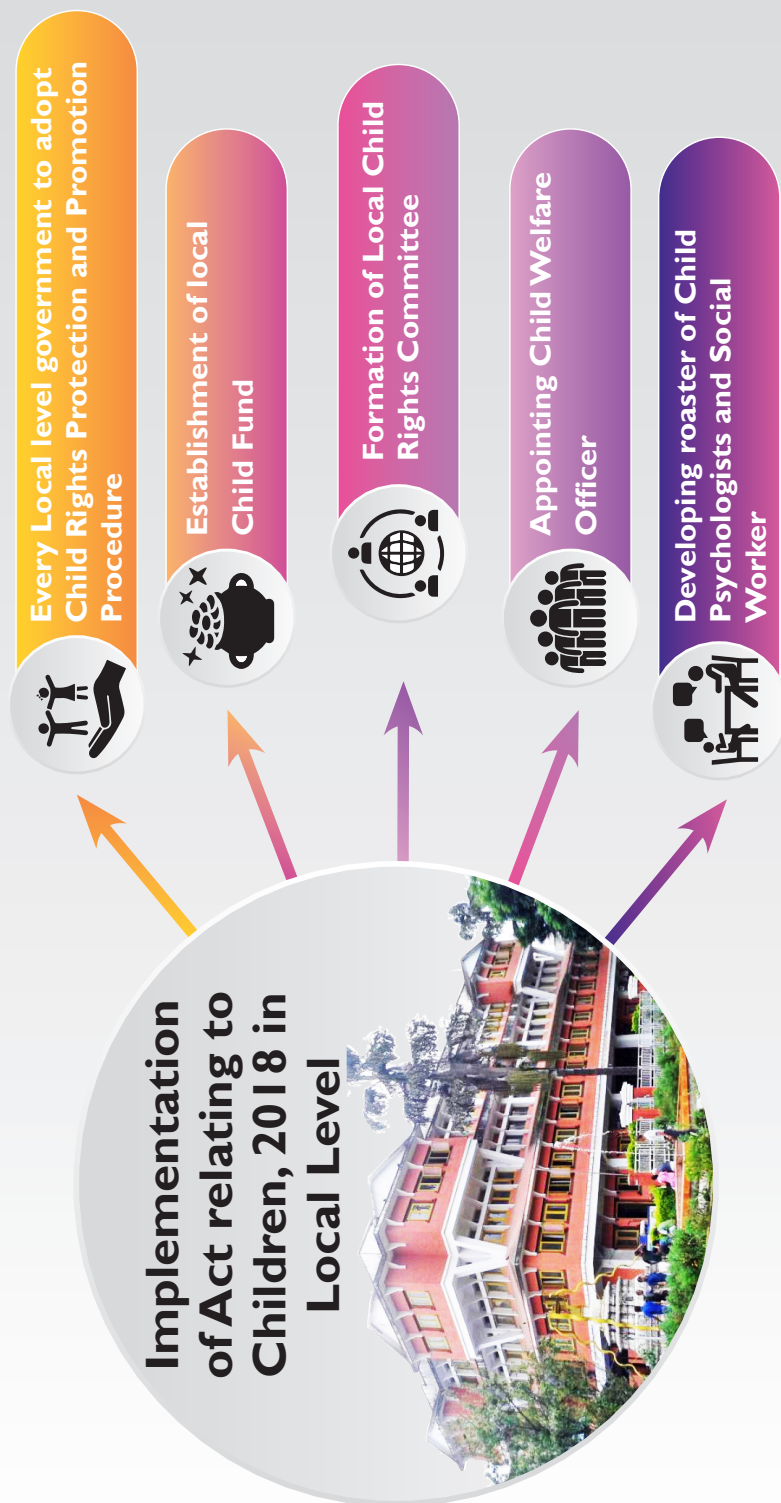 Implementation
of Act relating to
Children, 2018 in
Local Level
Every Local level government to adopt
Child Rights Protection and Promotion
Procedure
Establishment of local
Child Fund
Formation of Local Child
Rights Committee
Appointing Child Welfare
Officer
Developing roaster of Child
Psychologists and Social
Worker